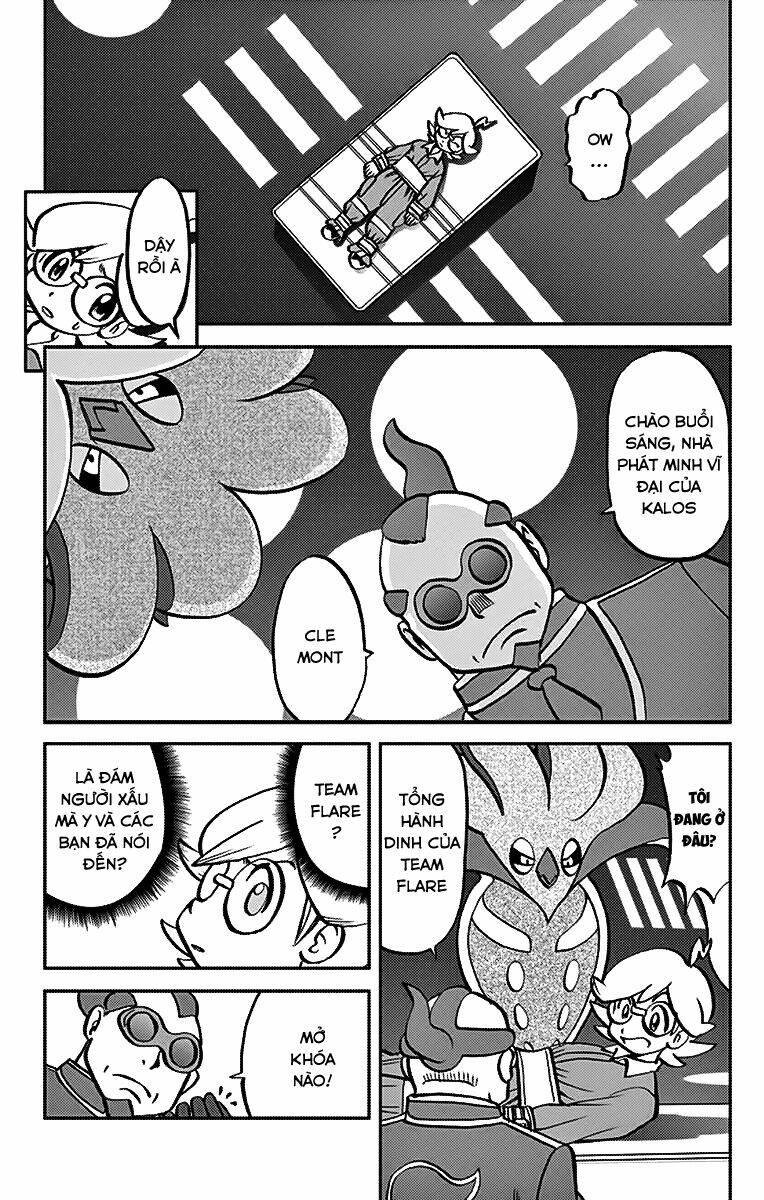 OW
...
DẬY
RỒI À
CHÀO BUỔI
SÁNG, NHÀ
PHÁT MINH VĨ
ĐẠI CỦA
KALOS
CLE
MONT
TÔI
ĐANG Ở
ĐÂU?
TỔNG
HÀNH
DINH CỦA
TEAM
FLARE
TEAM
FLARE
?
LÀ ĐÁM
NGƯỜI XẤU
MÀ Y VÀ CÁC
BẠN ĐÃ NÓI
ĐẾN?
MỞ
KHÓA
NÀO!